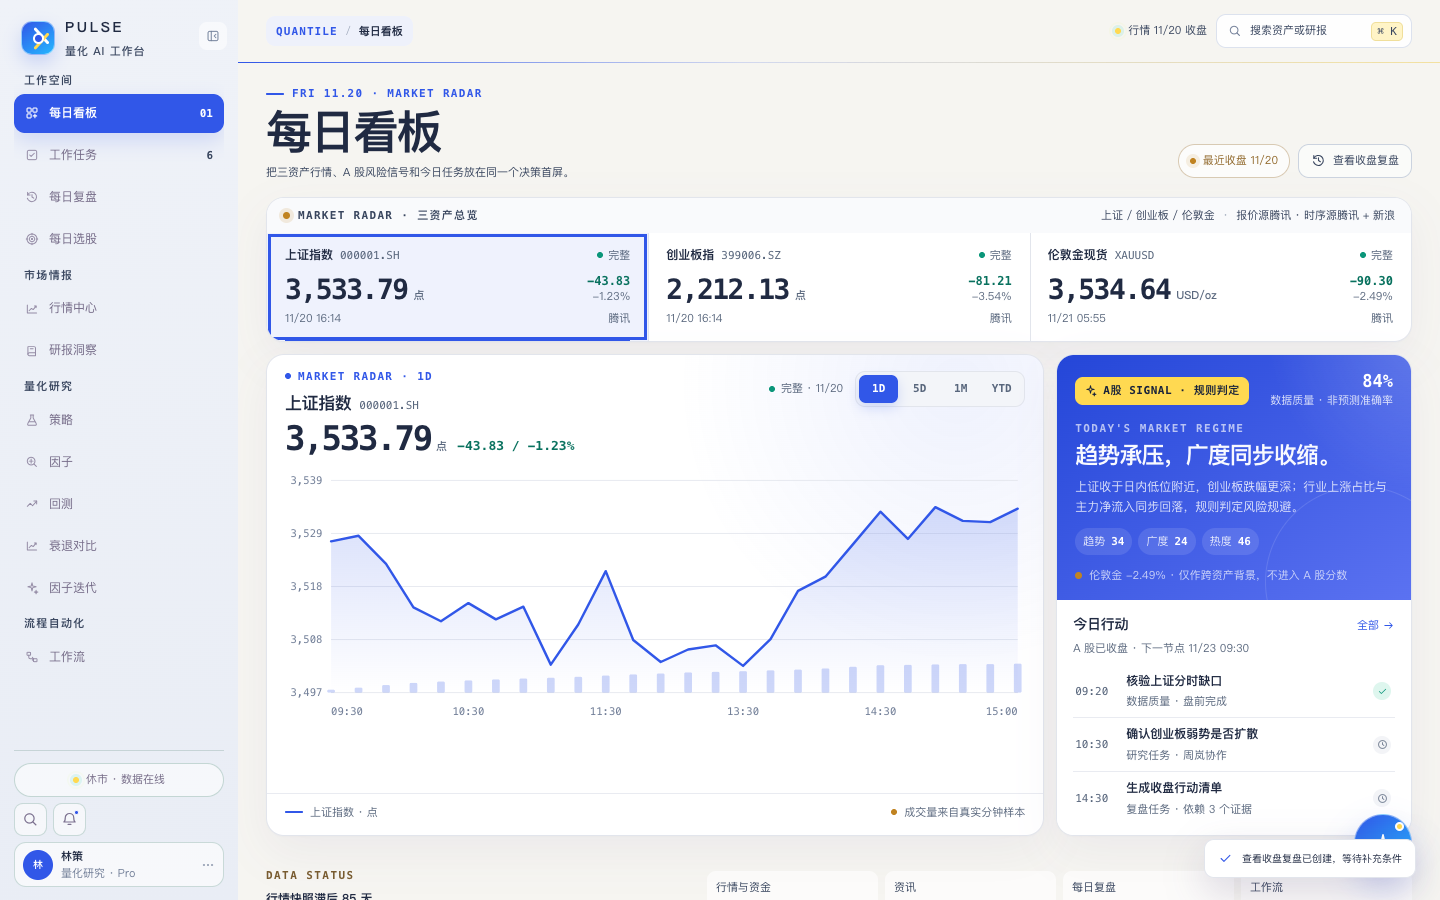 PULSE
量化 AI 工作台
工作空间
每日看板 01
工作任务 6
每日复盘
每日选股
市场情报
行情中心
研报洞察
量化研究
策略
因子
回测
衰退对比
因子迭代
流程自动化
工作流
休市 · 数据在线
林
林策
量化研究 · Pro
QUANTILE / 每日看板
行情 11/20 收盘
搜索资产或研报 ⌘ K
FRI 11.20 · MARKET RADAR
每日看板
把三资产行情、A 股风险信号和今日任务放在同一个决策首屏。
最近收盘 11/20
查看收盘复盘
MARKET RADAR · 三资产总览
上证 / 创业板 / 伦敦金 · 报价源腾讯 · 时序源腾讯 + 新浪
上证指数 000001.SH 完整
3,533.79 点 −43.83
−1.23%
11/20 16:14 腾讯
创业板指 399006.SZ 完整
2,212.13 点 −81.21
−3.54%
11/20 16:14 腾讯
伦敦金现货 XAUUSD 完整
3,534.64 USD/oz −90.30
−2.49%
11/21 05:55 腾讯
MARKET RADAR · 1D
上证指数 000001.SH
3,533.79 点 −43.83 / −1.23%
完整 · 11/20
1D 5D 1M YTD
3,539
3,529
3,518
3,508
3,497
09:30 10:30 11:30 13:30 14:30 15:00
上证指数 · 点
成交量来自真实分钟样本
A股 SIGNAL · 规则判定
84%
数据质量 · 非预测准确率
TODAY'S MARKET REGIME
趋势承压，广度同步收缩。
上证收于日内低位附近，创业板跌幅更深；行业上涨占比与
主力净流入同步回落，规则判定风险规避。
趋势 34 广度 24 热度 46
伦敦金 −2.49% · 仅作跨资产背景，不进入 A 股分数
今日行动 全部 →
A 股已收盘 · 下一节点 11/23 09:30
09:20 核验上证分时缺口
数据质量 · 盘前完成
10:30 确认创业板弱势是否扩散
研究任务 · 周岚协作
14:30 生成收盘行动清单
复盘任务 · 依赖 3 个证据
查看收盘复盘已创建，等待补充条件
DATA STATUS
行情快照滞后 85 天
行情与资金
资讯
每日复盘
工作流